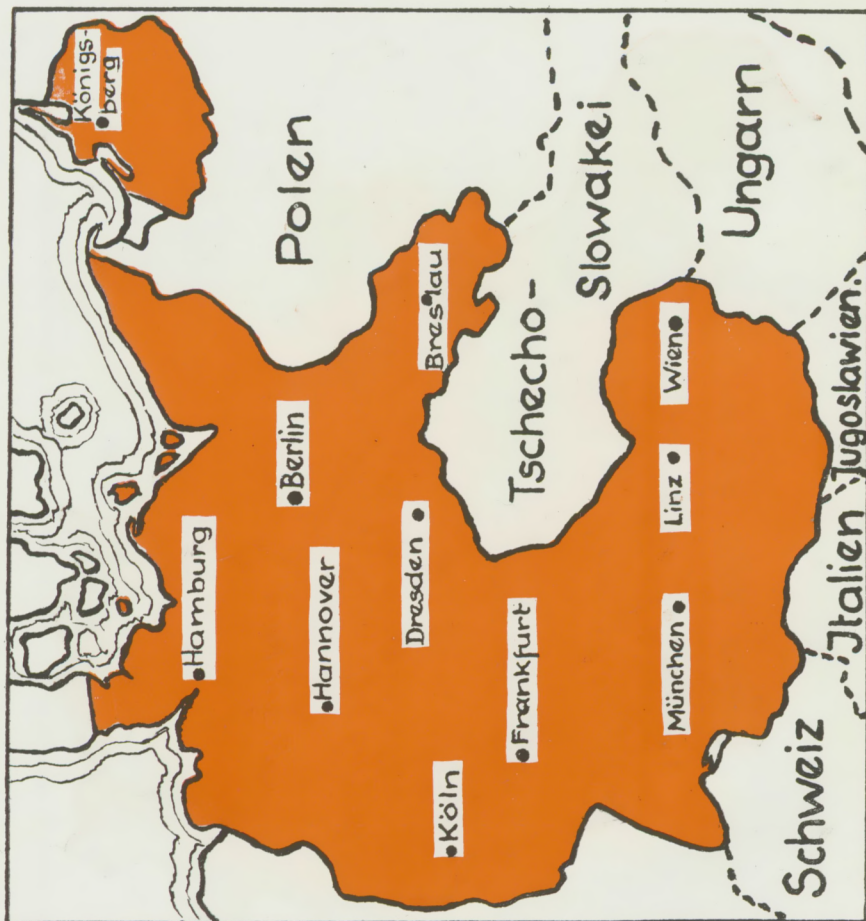 Königs-
berg
Polen
Hamburg
Berlin
Hannover
Breslau
Dresden
Köln
Frankfurt
Tschecho-
Slowakei
München
Linz
Wien
Ungarn
Schweiz
Jtalien
Jugoslawien